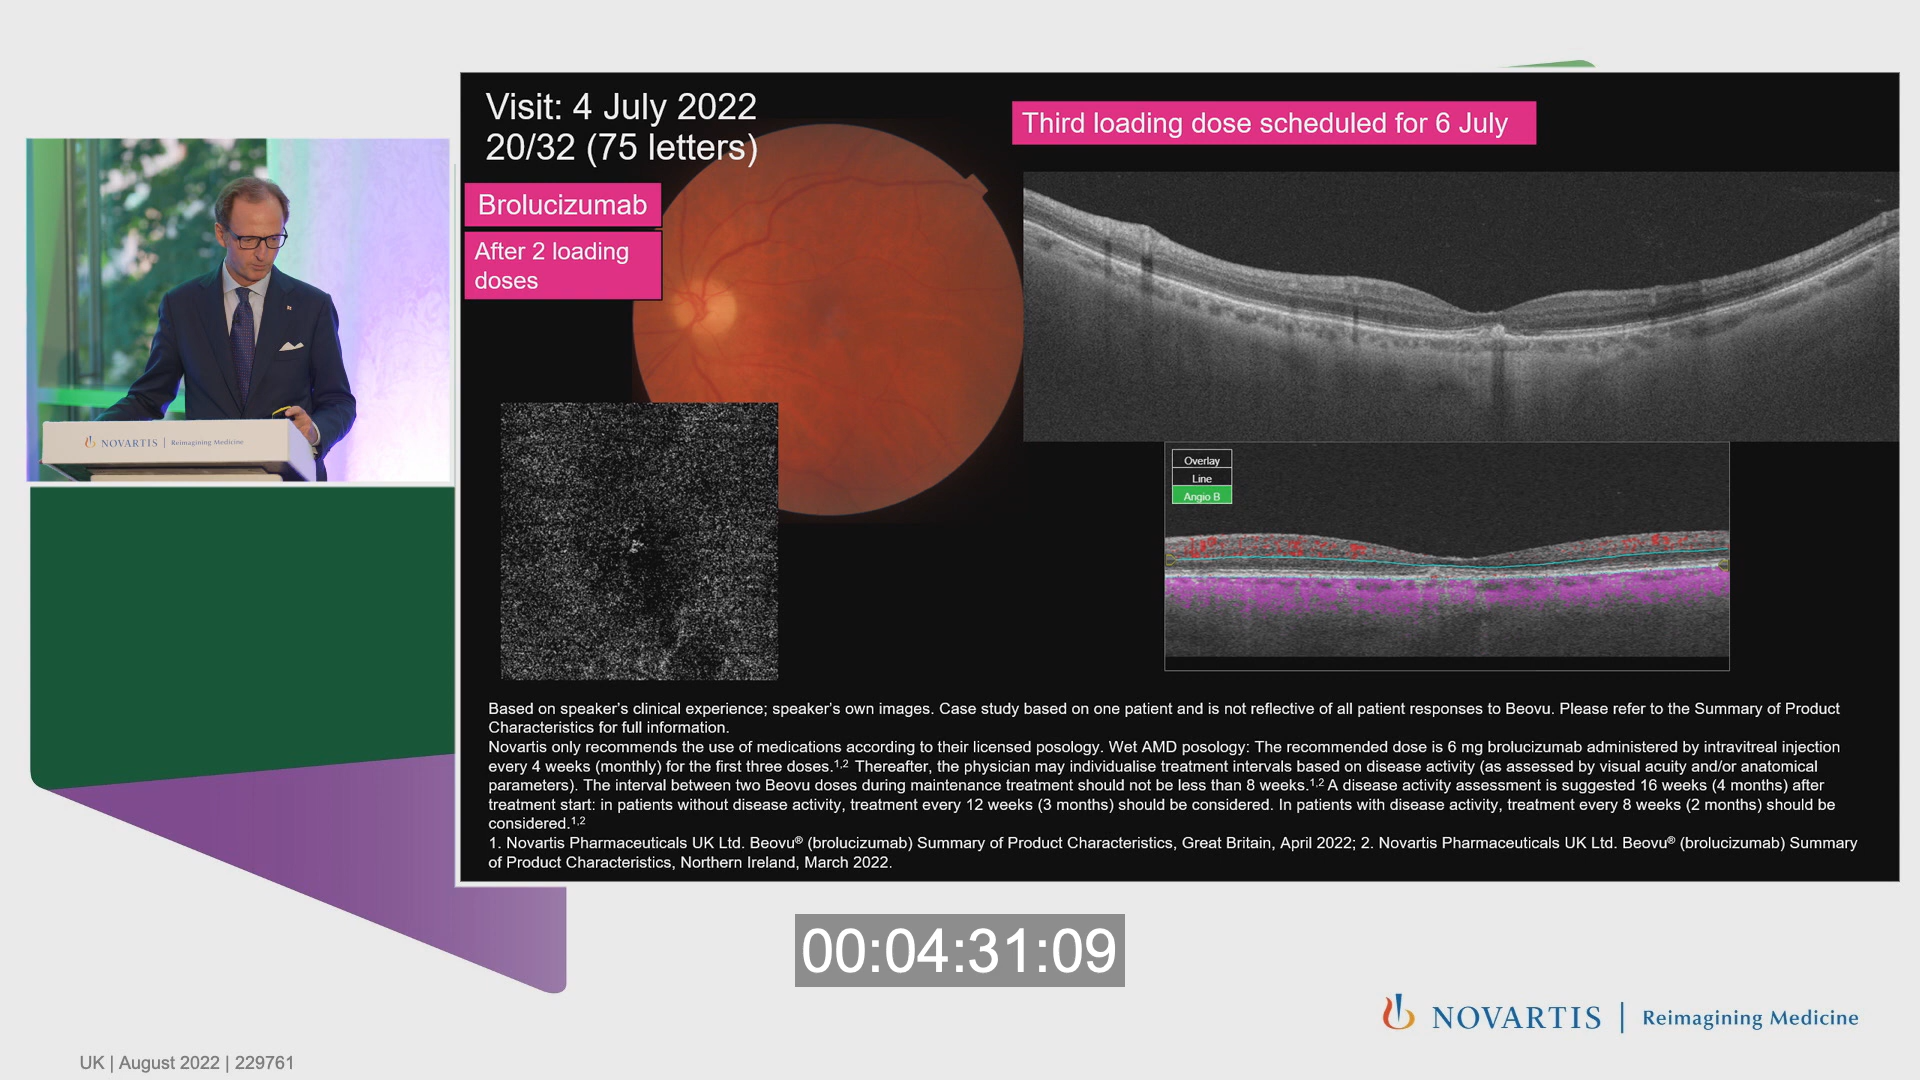 Visit: 4 July 2022
20/32 (75 letters)
Third loading dose scheduled for 6 July
Brolucizumab
After 2 loading
doses
NOVARTIS | Reimagining Medicine
Overlay
Line
Angio B
Based on speaker's clinical experience; speaker's own images. Case study based on one patient and is not reflective of all patient responses to Beovu. Please refer to the Summary of Product
Characteristics for full information.
Novartis only recommends the use of medications according to their licensed posology. Wet AMD posology: The recommended dose is 6 mg brolucizumab administered by intravitreal injection
every 4 weeks (monthly) for the first three doses.¹,² Thereafter, the physician may individualise treatment intervals based on disease activity (as assessed by visual acuity and/or anatomical
parameters). The interval between two Beovu doses during maintenance treatment should not be less than 8 weeks.¹,² A disease activity assessment is suggested 16 weeks (4 months) after
treatment start: in patients without disease activity, treatment every 12 weeks (3 months) should be considered. In patients with disease activity, treatment every 8 weeks (2 months) should be
considered.¹,²
1. Novartis Pharmaceuticals UK Ltd. Beovu® (brolucizumab) Summary of Product Characteristics, Great Britain, April 2022; 2. Novartis Pharmaceuticals UK Ltd. Beovu® (brolucizumab) Summary
of Product Characteristics, Northern Ireland, March 2022.
00:04:31:09
NOVARTIS | Reimagining Medicine
UK | August 2022 | 229761